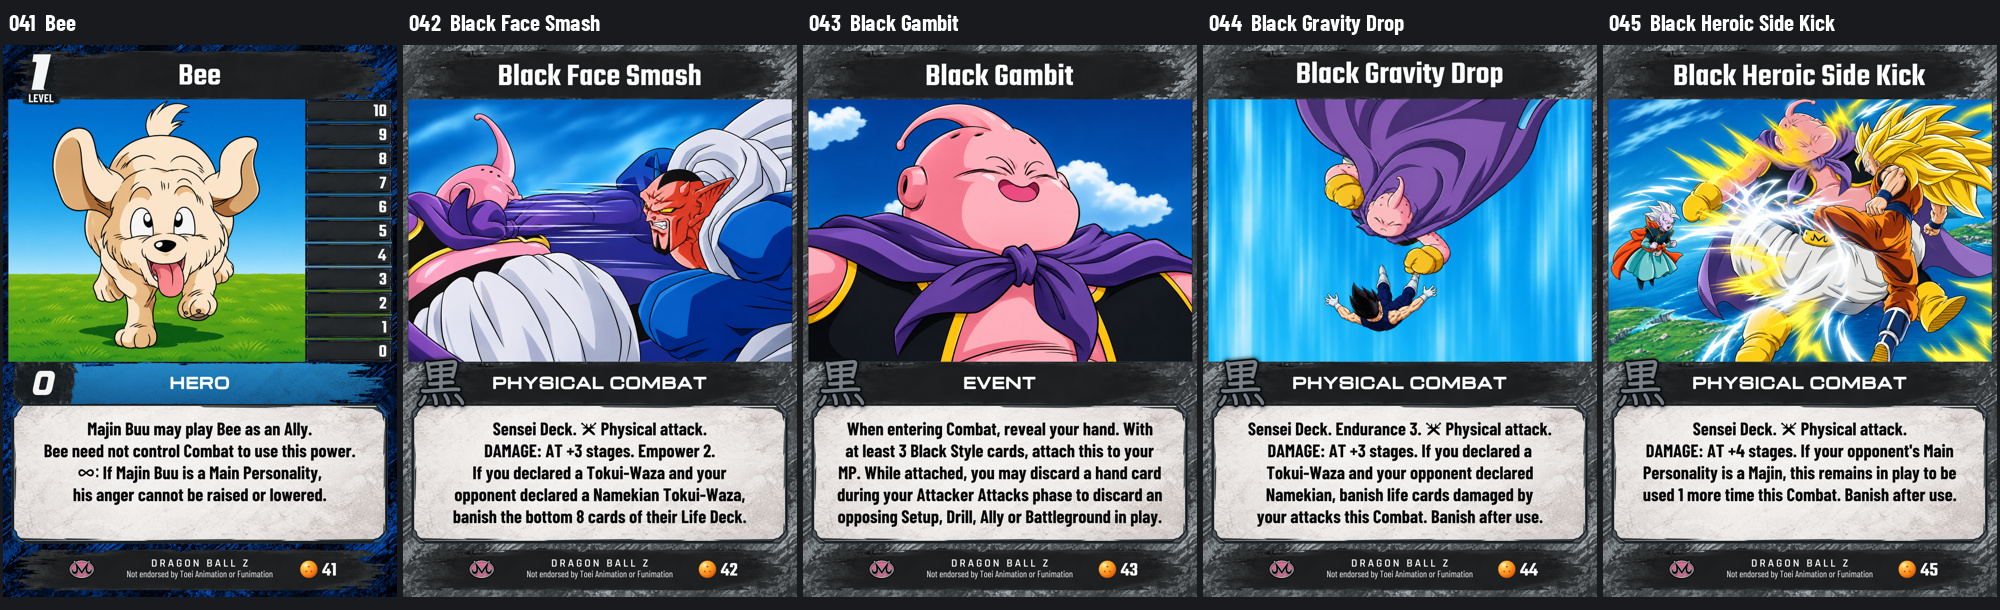 041 Bee
1
LEVEL
Bee
10
9
8
7
6
5
4
3
2
1
0
0
HERO
Majin Buu may play Bee as an Ally.
Bee need not control Combat to use this power.
∞: If Majin Buu is a Main Personality,
his anger cannot be raised or lowered.
M
DRAGON BALL Z
Not endorsed by Toei Animation or Funimation
41
042 Black Face Smash
Black Face Smash
黒
PHYSICAL COMBAT
Sensei Deck. Physical attack.
DAMAGE: AT +3 stages. Empower 2.
If you declared a Tokui-Waza and your
opponent declared a Namekian Tokui-Waza,
banish the bottom 8 cards of their Life Deck.
M
DRAGON BALL Z
Not endorsed by Toei Animation or Funimation
42
043 Black Gambit
Black Gambit
黒
EVENT
When entering Combat, reveal your hand. With
at least 3 Black Style cards, attach this to your
MP. While attached, you may discard a hand card
during your Attacker Attacks phase to discard an
opposing Setup, Drill, Ally or Battleground in play.
M
DRAGON BALL Z
Not endorsed by Toei Animation or Funimation
43
044 Black Gravity Drop
Black Gravity Drop
黒
PHYSICAL COMBAT
Sensei Deck. Endurance 3. Physical attack.
DAMAGE: AT +3 stages. If you declared a
Tokui-Waza and your opponent declared
Namekian, banish life cards damaged by
your attacks this Combat. Banish after use.
M
DRAGON BALL Z
Not endorsed by Toei Animation or Funimation
44
045 Black Heroic Side Kick
Black Heroic Side Kick
M
黒
PHYSICAL COMBAT
Sensei Deck. Physical attack.
DAMAGE: AT +4 stages. If your opponent's Main
Personality is a Majin, this remains in play to be
used 1 more time this Combat. Banish after use.
M
DRAGON BALL Z
Not endorsed by Toei Animation or Funimation
45